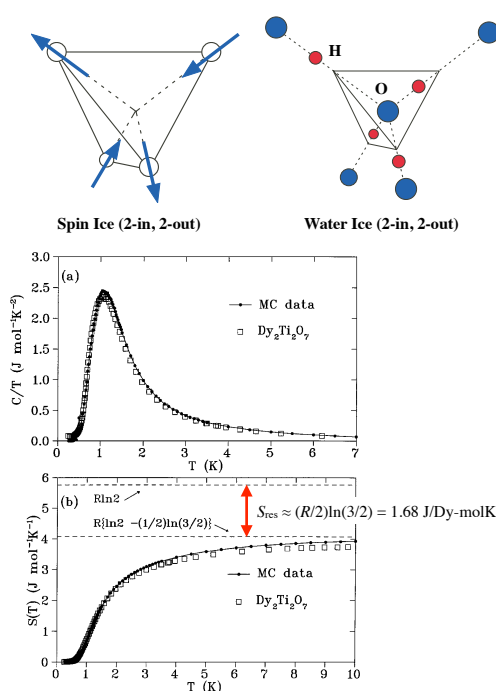 H
O
Spin Ice (2-in, 2-out)
Water Ice (2-in, 2-out)
(a)
C/T (J mol⁻¹K⁻²)
3.0
2.5
2.0
1.5
1.0
0.5
0.0
MC data
Dy₂Ti₂O₇
0 1 2 3 4 5 6 7
T (K)
(b)
S(T) (J mol⁻¹K⁻¹)
6
5
4
3
2
1
0
Rln2
R{ln2 -(1/2)ln(3/2)}
S_res ≈ (R/2)ln(3/2) = 1.68 J/Dy-molK
MC data
Dy₂Ti₂O₇
0 1 2 3 4 5 6 7 8 9 10
T (K)